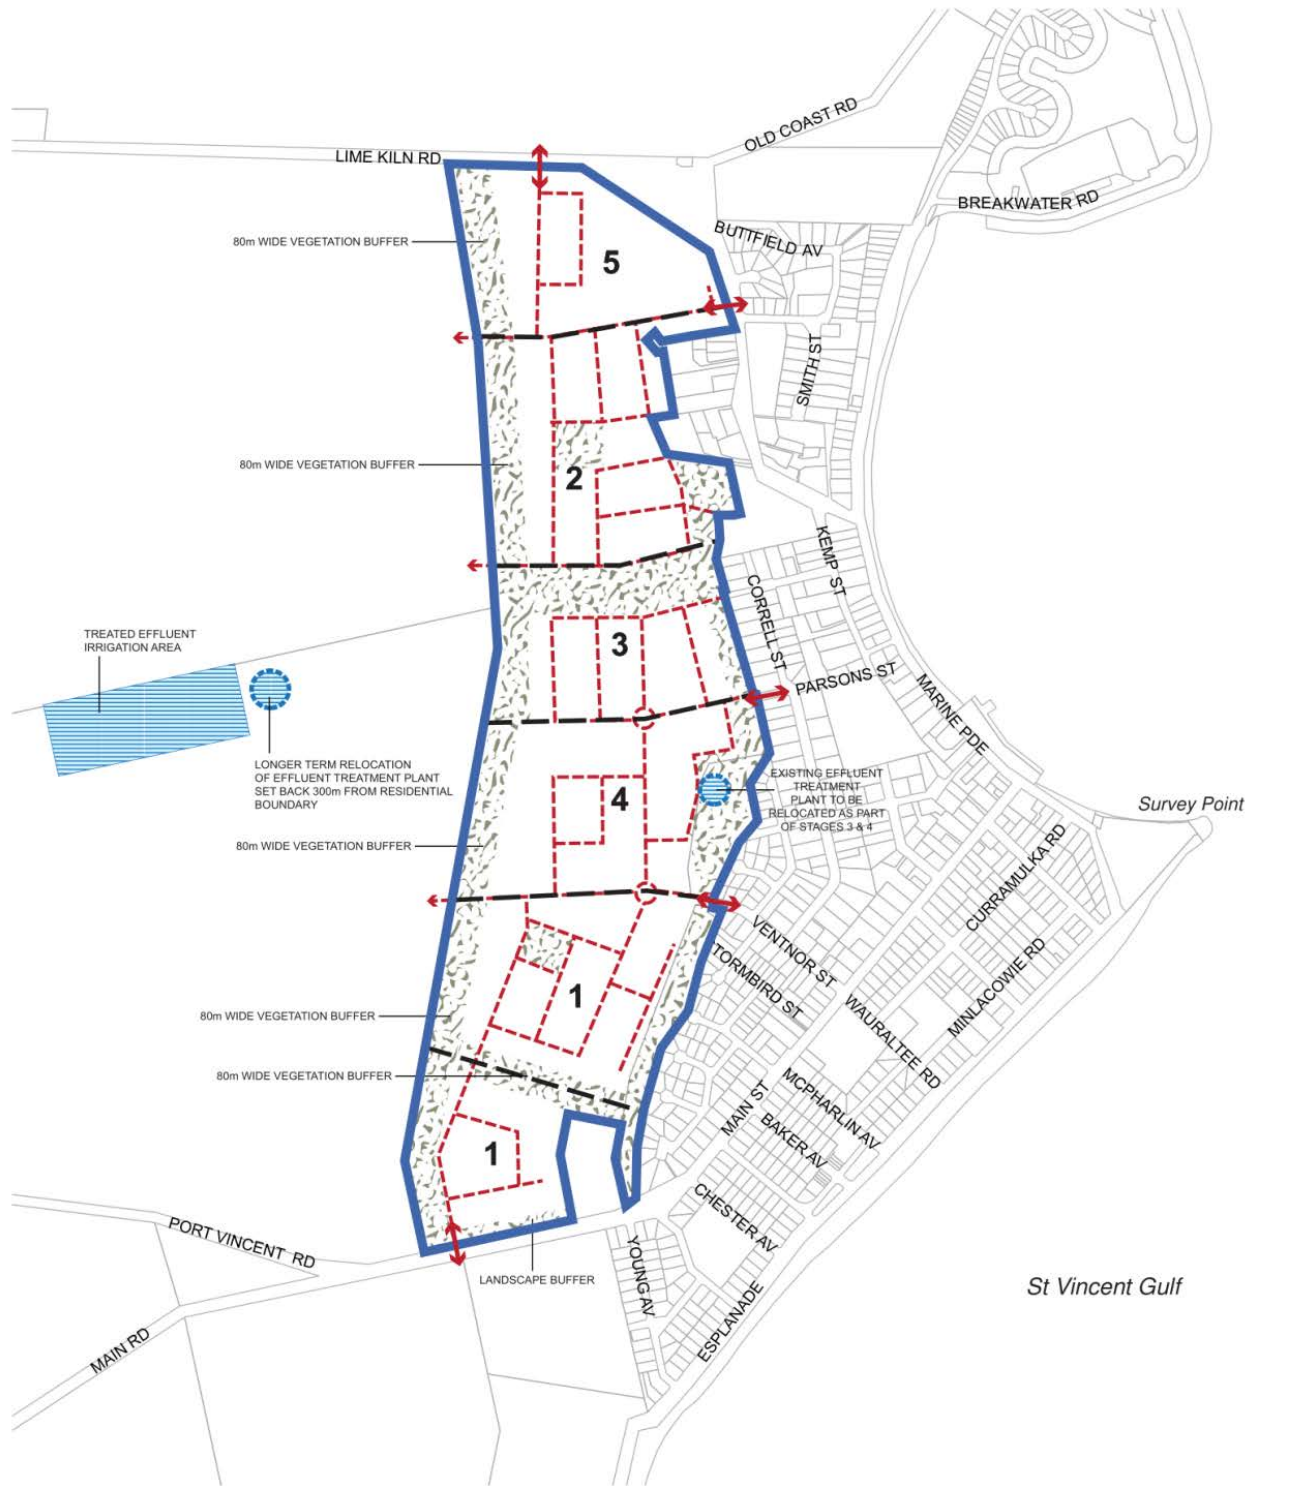 OLD COAST RD
LIME KILN RD
BREAKWATER RD
BUTTFIELD AV
80m WIDE VEGETATION BUFFER
5
SMITH ST
80m WIDE VEGETATION BUFFER
2
KEMP ST
CORRELL ST
TREATED EFFLUENT
IRRIGATION AREA
3
PARSONS ST
MARINE PDE
LONGER TERM RELOCATION
OF EFFLUENT TREATMENT PLANT
SET BACK 300m FROM RESIDENTIAL
BOUNDARY
4
EXISTING EFFLUENT
TREATMENT
PLANT TO BE
RELOCATED AS PART
OF STAGES 3 & 4
Survey Point
80m WIDE VEGETATION BUFFER
CURRAMULKA RD
VENTNOR ST
TORMBIRD ST
MINLACOWIE RD
WAURALTEE RD
1
80m WIDE VEGETATION BUFFER
80m WIDE VEGETATION BUFFER
MAIN ST
MCPHARLIN AV
BAKER AV
1
CHESTER AV
PORT VINCENT RD
YOUNG AV
LANDSCAPE BUFFER
St Vincent Gulf
ESPLANADE
MAIN RD